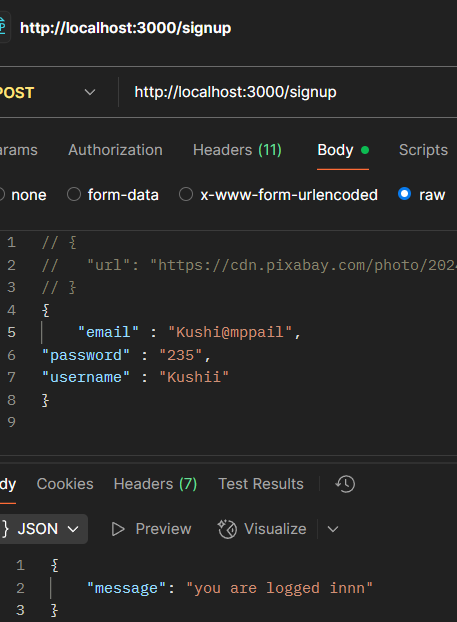 http://localhost:3000/signup
POST http://localhost:3000/signup
Authorization Headers (11) Body Scripts
none form-data x-www-form-urlencoded raw
1 // {
2 // "url": "https://cdn.pixabay.com/photo/202
3 // }
4 {
5 "email" : "Kushi@mppail",
6 "password" : "235",
7 "username" : "Kushii"
8 }
9
Cookies Headers (7) Test Results
{} JSON Preview Visualize
1 {
2 "message": "you are logged innn"
3 }